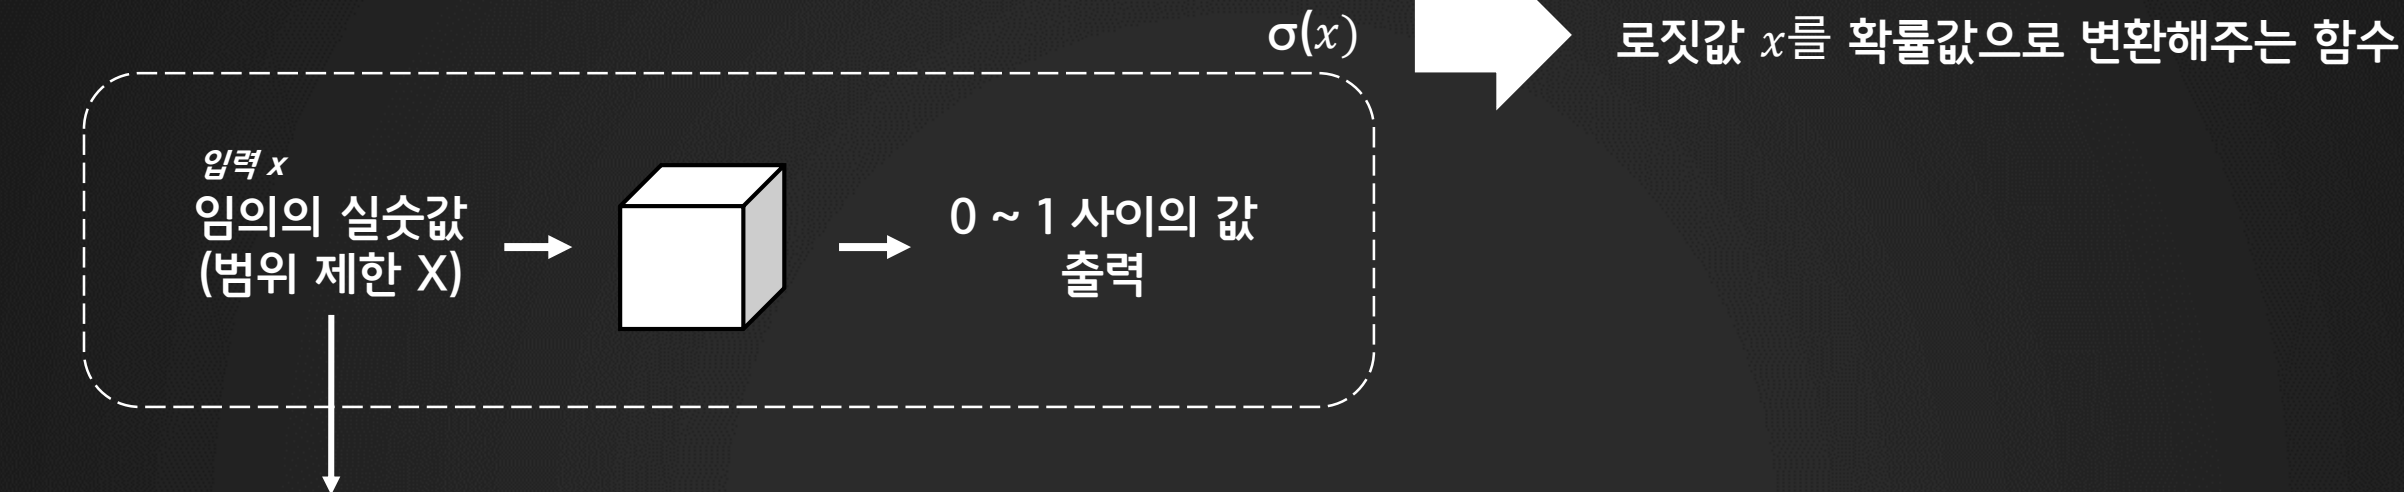 σ(x)
로짓값 x를 확률값으로 변환해주는 함수
입력 x
임의의 실숫값
(범위 제한 X)
0 ~ 1 사이의 값
출력